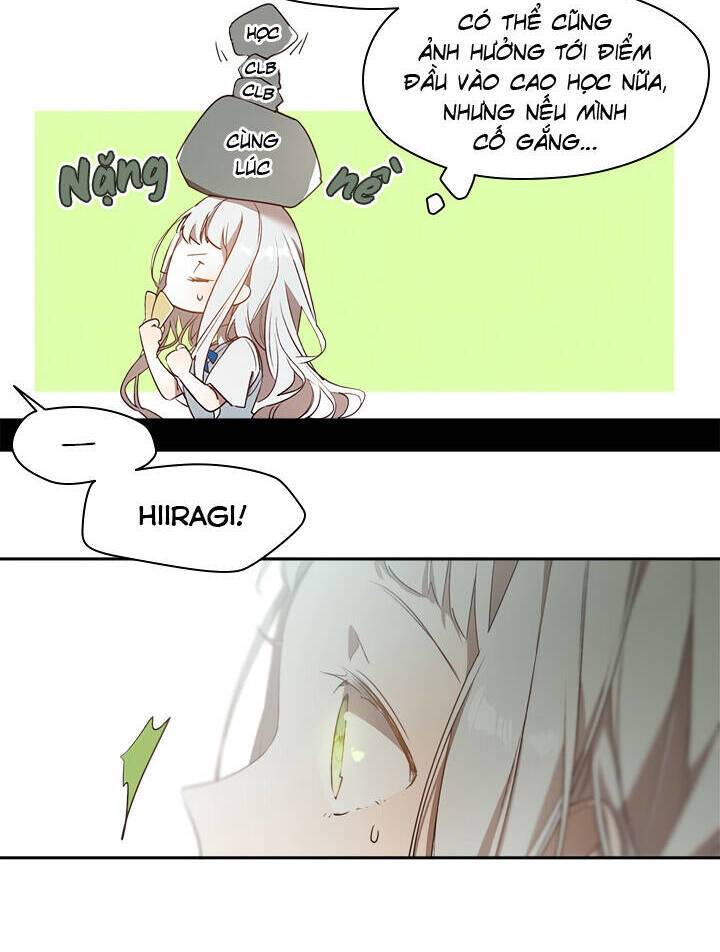 CÓ THỂ CŨNG
ẢNH HƯỞNG TỚI ĐIỂM
ĐẦU VÀO CAO HỌC NỮA,
NHƯNG NẾU MÌNH
CỐ GẮNG...
HỌC
CLB
CLB
CÙNG
LÚC
Nặng nề
HIIRAGI!